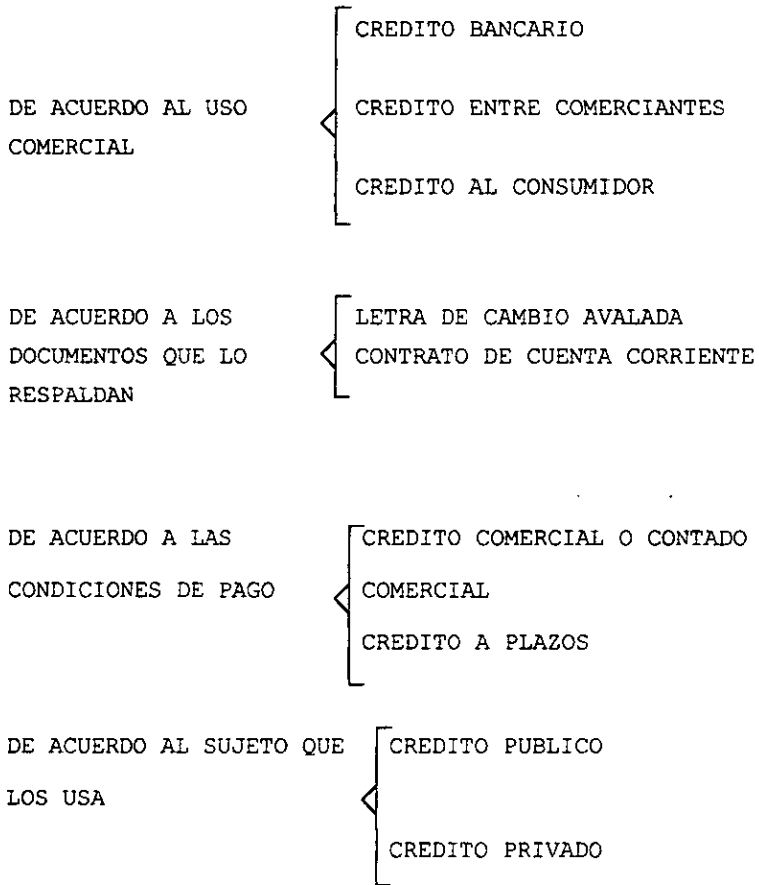 CREDITO BANCARIO
DE ACUERDO AL USO
COMERCIAL
CREDITO ENTRE COMERCIANTES
CREDITO AL CONSUMIDOR
DE ACUERDO A LOS
DOCUMENTOS QUE LO
RESPALDAN
LETRA DE CAMBIO AVALADA
CONTRATO DE CUENTA CORRIENTE
DE ACUERDO A LAS
CONDICIONES DE PAGO
CREDITO COMERCIAL O CONTADO
COMERCIAL
CREDITO A PLAZOS
DE ACUERDO AL SUJETO QUE
LOS USA
CREDITO PUBLICO
CREDITO PRIVADO